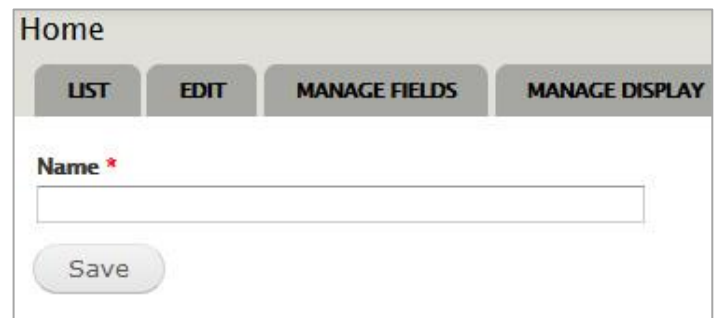 Home
LIST EDIT MANAGE FIELDS MANAGE DISPLAY
Name *
Save